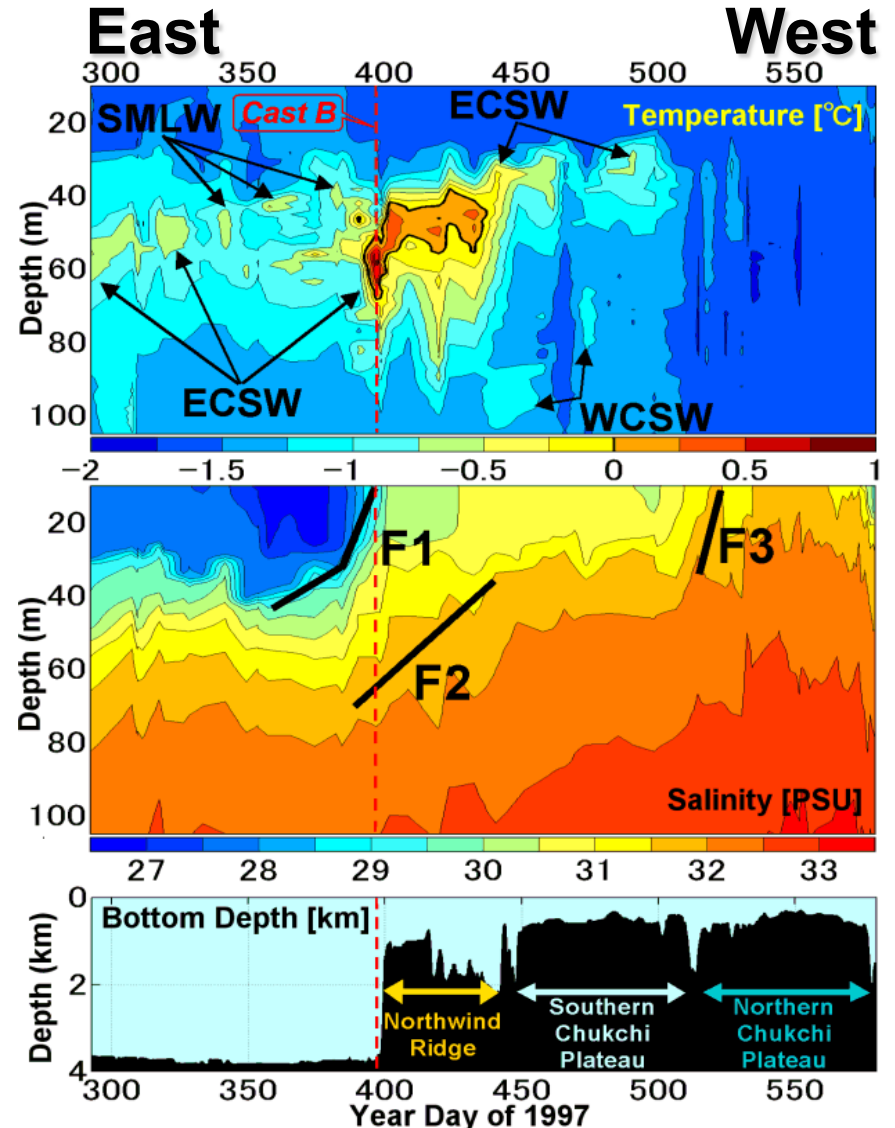 East West
300 350 400 450 500 550
SMLW
Cast B
ECSW
Temperature [℃]
20
40
60
80
100
Depth (m)
ECSW
WCSW
−2 −1.5 −1 −0.5 0 0.5 1
20
40
60
80
100
Depth (m)
F1
F2
F3
Salinity [PSU]
27 28 29 30 31 32 33
0
2
4
Depth (km)
Bottom Depth [km]
Northwind
Ridge
Southern
Chukchi
Plateau
Northern
Chukchi
Plateau
300 350 400 450 500 550
Year Day of 1997